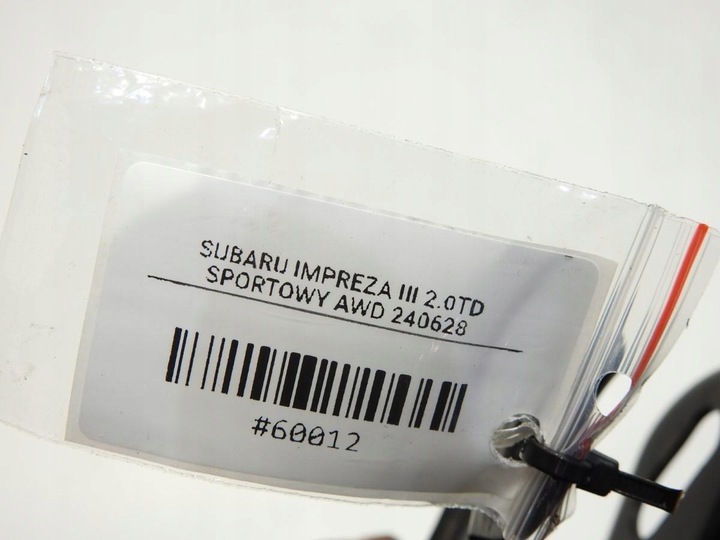 SUBARU IMPREZA III 2.0TD
SPORTOWY AWD 240628
#60012